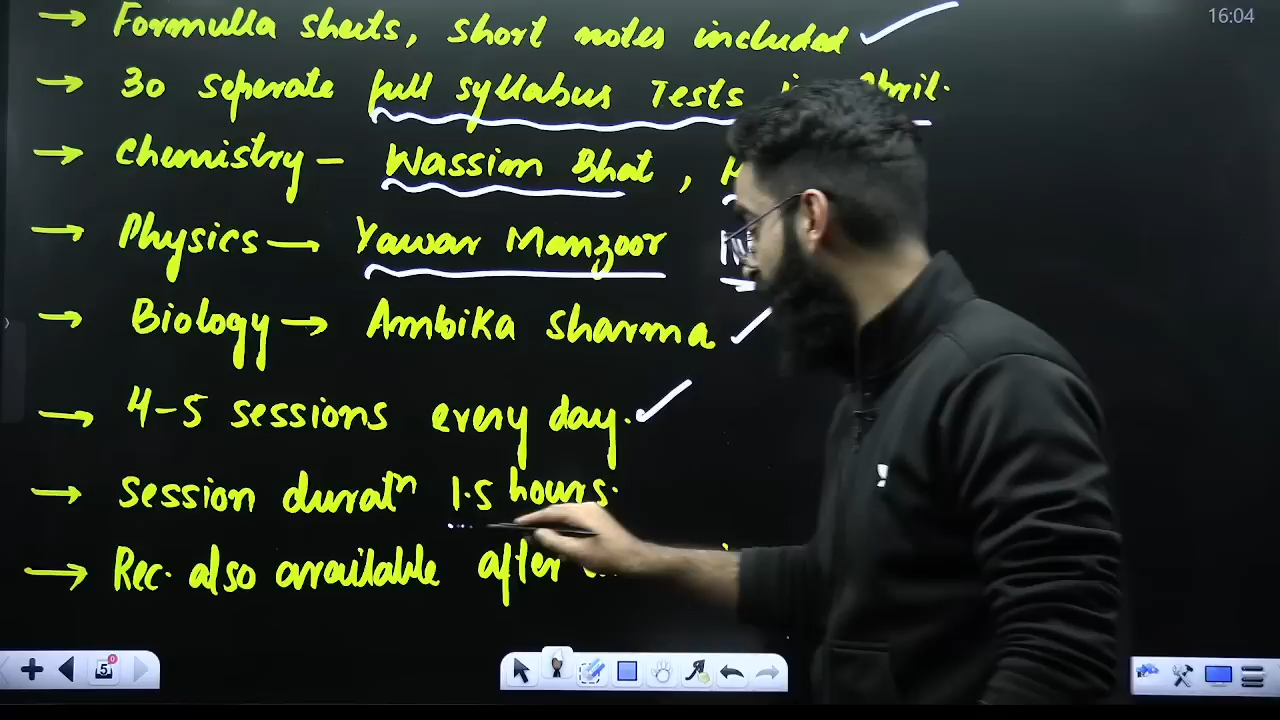 16:04
→ Formulla sheets, short notes included ✓
→ 30 seperate full syllabus Tests
→ Chemistry – Wassim Bhat ,
→ Physics → Yawar Manzoor
→ Biology → Ambika sharma ✓
→ 4-5 sessions every day. ✓
→ session duratⁿ 1.5 hours.
→ Rec. also available after
5